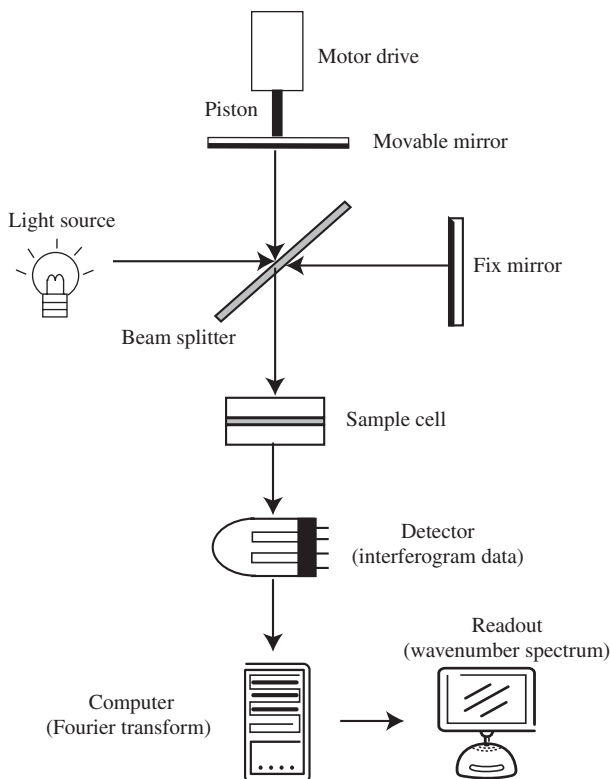 Motor drive
Piston
Movable mirror
Light source
Fix mirror
Beam splitter
Sample cell
Detector
(interferogram data)
Readout
(wavenumber spectrum)
Computer
(Fourier transform)